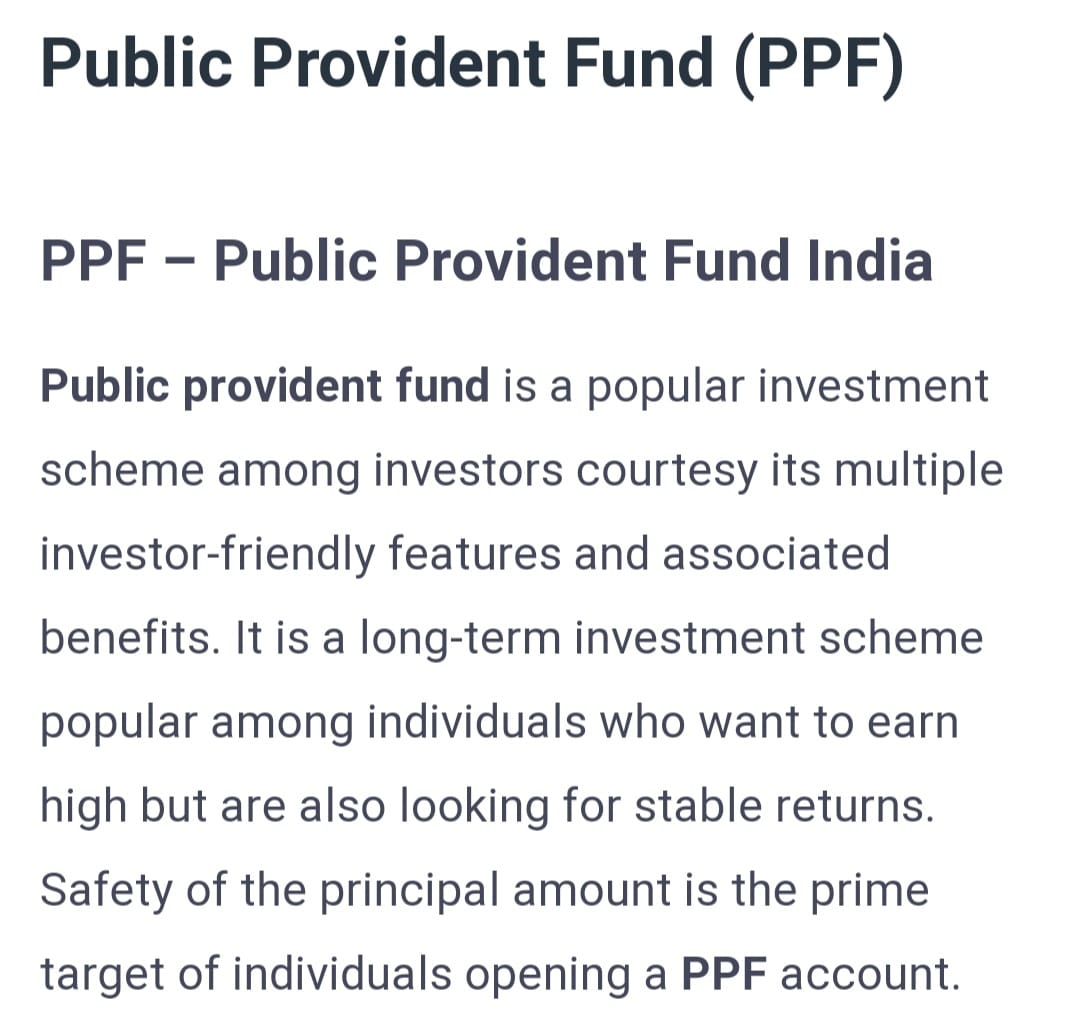 Public Provident Fund (PPF)
PPF – Public Provident Fund India
Public provident fund is a popular investment
scheme among investors courtesy its multiple
investor-friendly features and associated
benefits. It is a long-term investment scheme
popular among individuals who want to earn
high but are also looking for stable returns.
Safety of the principal amount is the prime
target of individuals opening a PPF account.